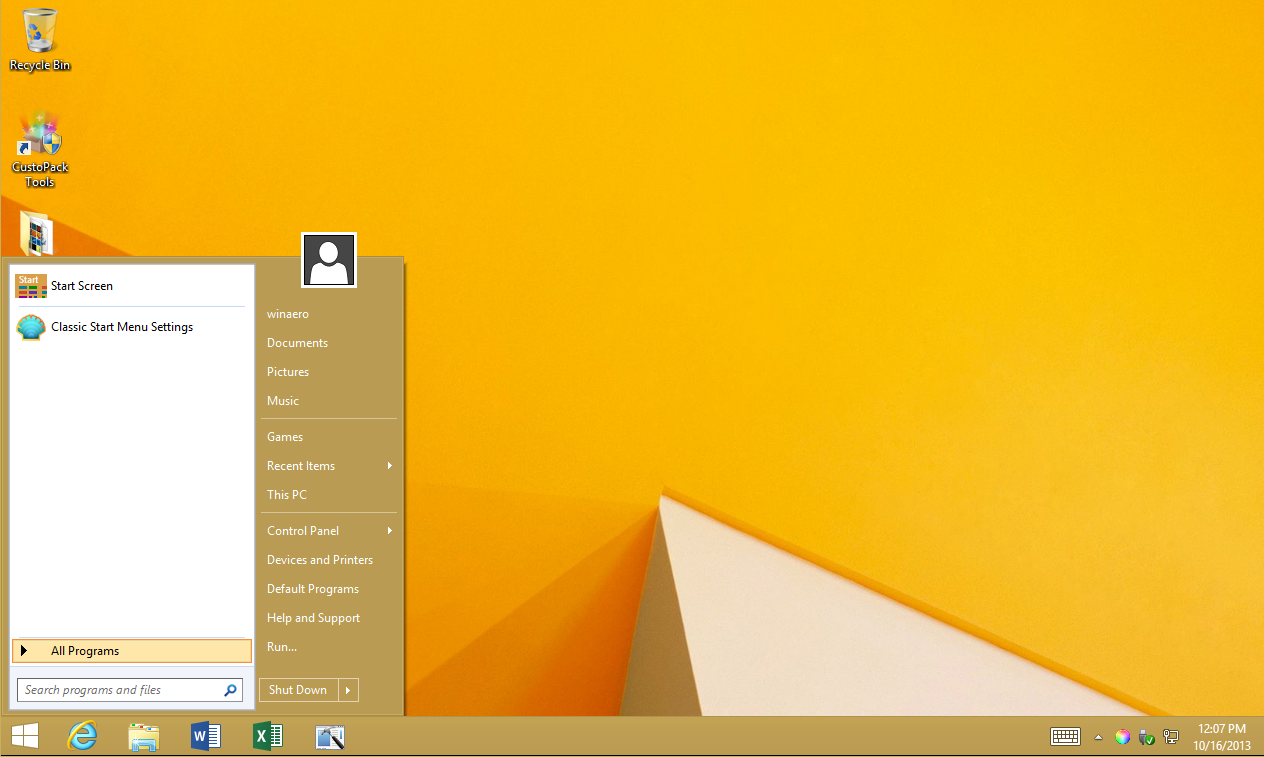 Recycle Bin
CustoPack
Tools
Start
Start Screen
Classic Start Menu Settings
All Programs
Search programs and files
winaero
Documents
Pictures
Music
Games
Recent Items
This PC
Control Panel
Devices and Printers
Default Programs
Help and Support
Run...
Shut Down
W
X
12:07 PM
10/16/2013